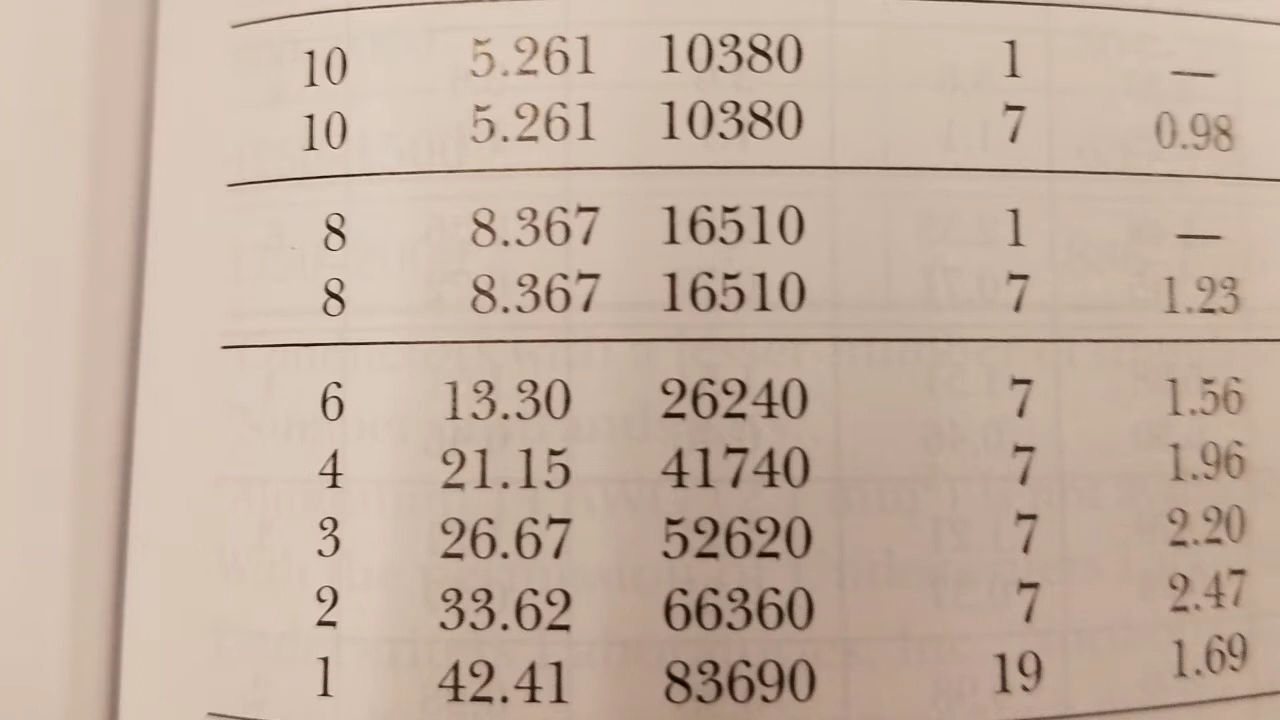 10 5.261 10380 1 —
10 5.261 10380 7 0.98
8 8.367 16510 1 —
8 8.367 16510 7 1.23
6 13.30 26240 7 1.56
4 21.15 41740 7 1.96
3 26.67 52620 7 2.20
2 33.62 66360 7 2.47
1 42.41 83690 19 1.69